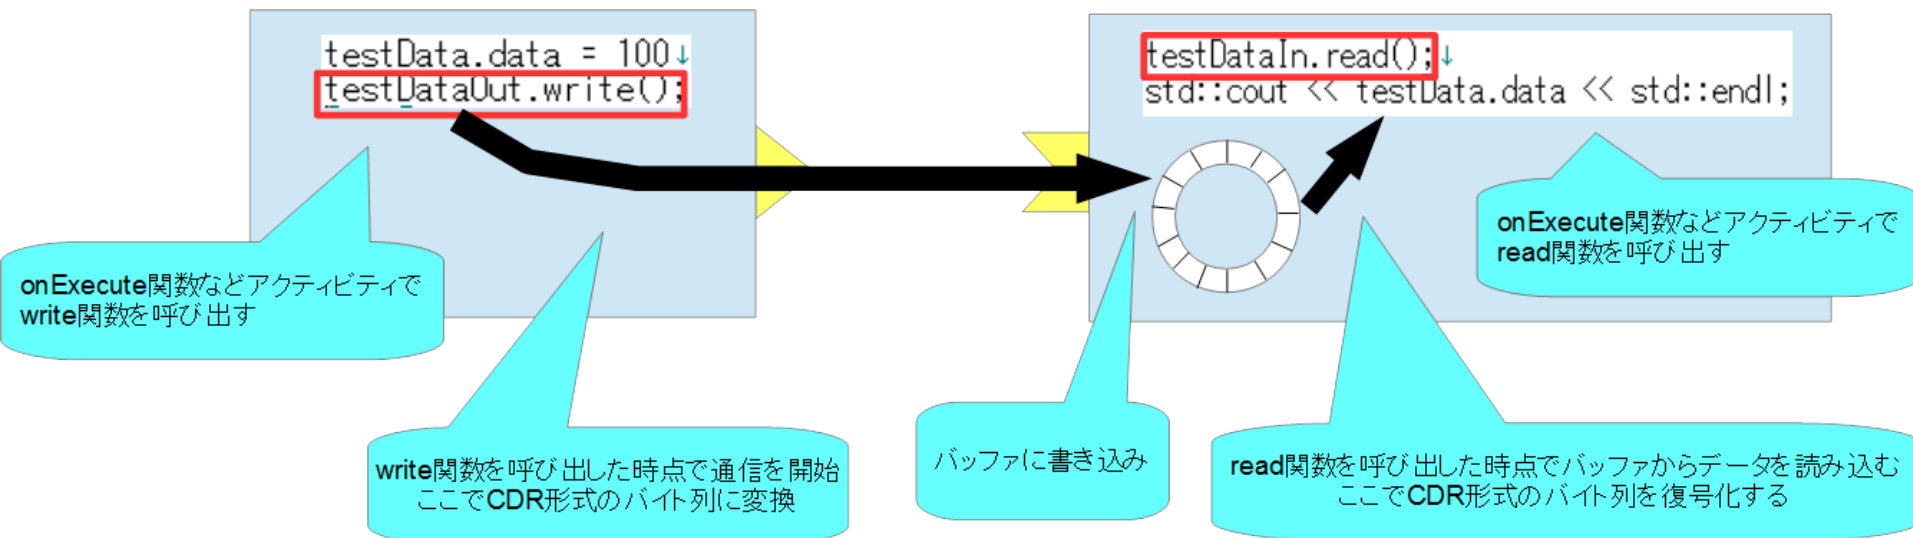 testData.data = 100↓
testDataOut.write();
testDataIn.read();↓
std::cout << testData.data << std::endl;
onExecute関数などアクティビティで
write関数を呼び出す
onExecute関数などアクティビティで
read関数を呼び出す
write関数を呼び出した時点で通信を開始
ここでCDR形式のバイト列に変換
バッファに書き込み
read関数を呼び出した時点でバッファからデータを読み込む
ここでCDR形式のバイト列を復号化する